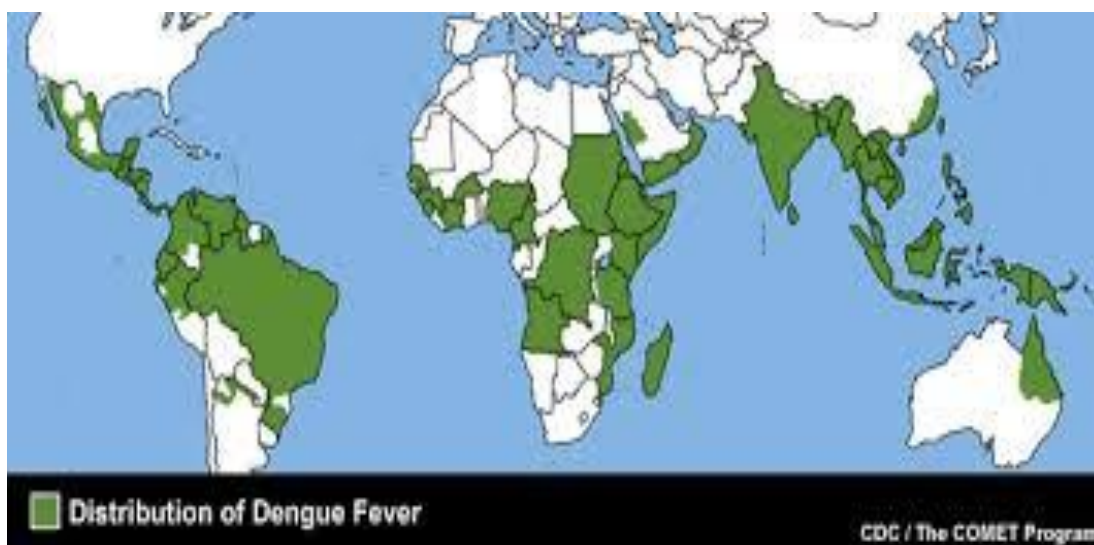 Distribution of Dengue Fever
CDC / The COMET Program